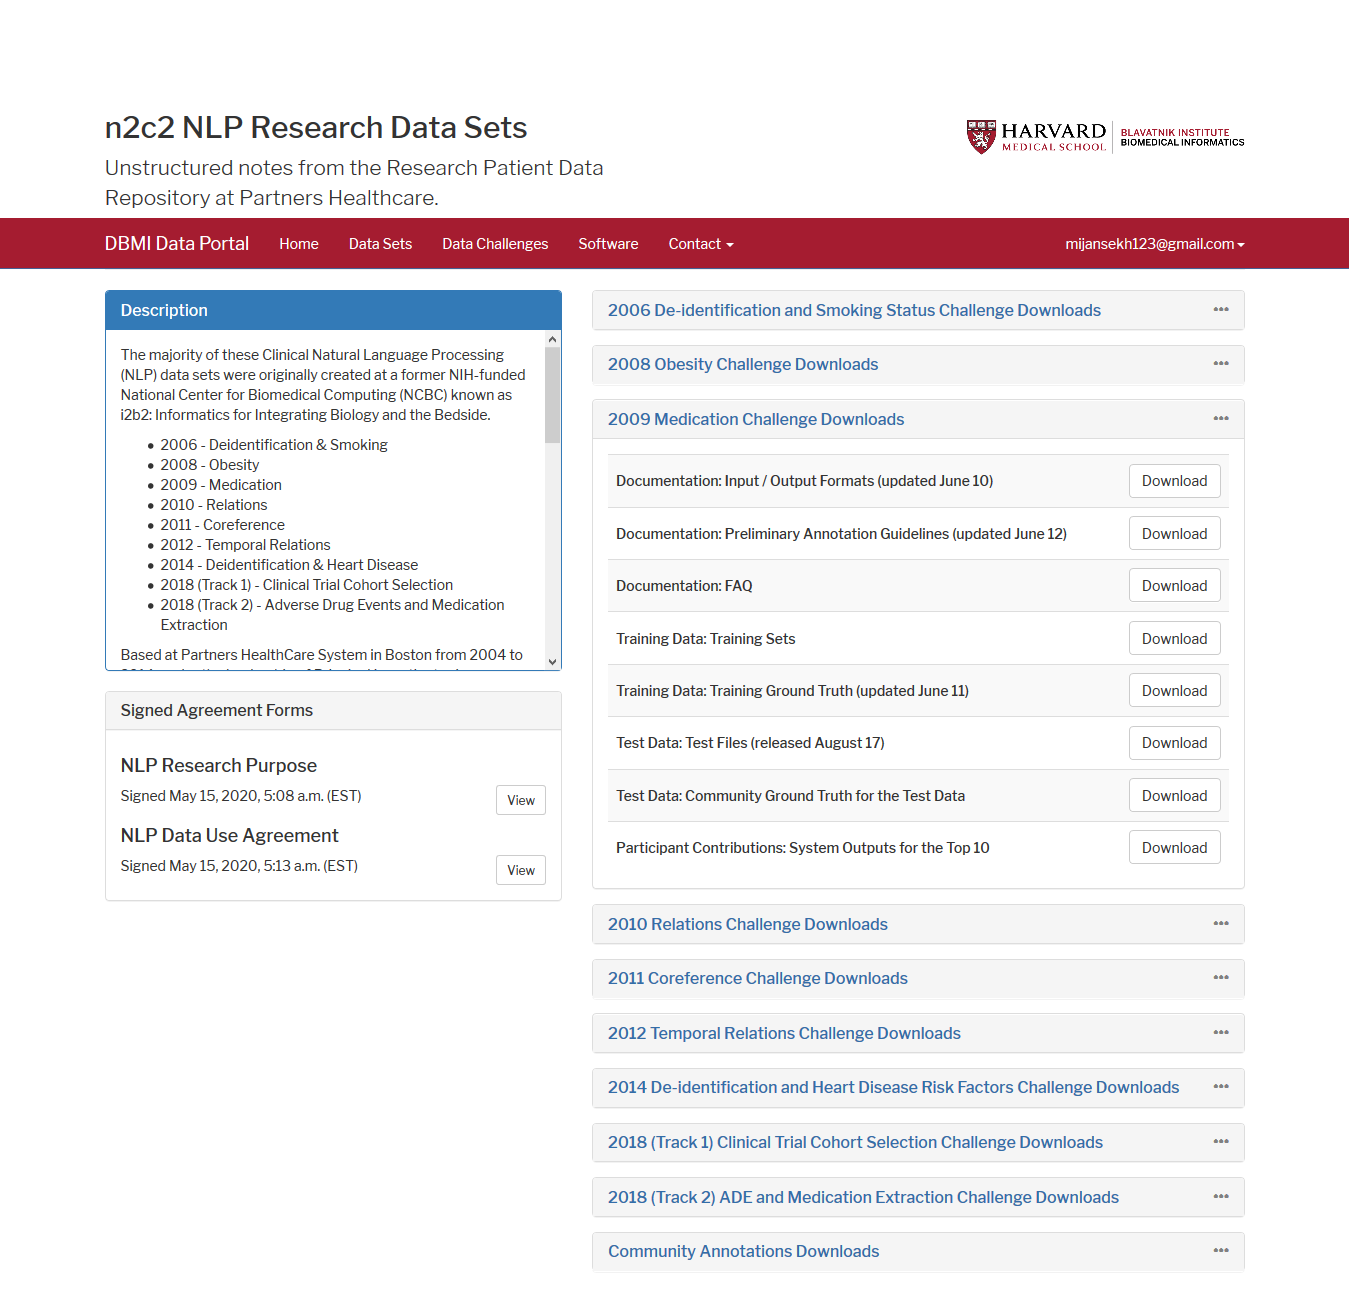 n2c2 NLP Research Data Sets
Unstructured notes from the Research Patient Data
Repository at Partners Healthcare.
HARVARD
MEDICAL SCHOOL
BLAVATNIK INSTITUTE
BIOMEDICAL INFORMATICS
DBMI Data Portal Home Data Sets Data Challenges Software Contact mijansekh123@gmail.com
Description
The majority of these Clinical Natural Language Processing
(NLP) data sets were originally created at a former NIH-funded
National Center for Biomedical Computing (NCBC) known as
i2b2: Informatics for Integrating Biology and the Bedside.
• 2006 - Deidentification & Smoking
• 2008 - Obesity
• 2009 - Medication
• 2010 - Relations
• 2011 - Coreference
• 2012 - Temporal Relations
• 2014 - Deidentification & Heart Disease
• 2018 (Track 1) - Clinical Trial Cohort Selection
• 2018 (Track 2) - Adverse Drug Events and Medication
Extraction
Based at Partners HealthCare System in Boston from 2004 to
Signed Agreement Forms
NLP Research Purpose
Signed May 15, 2020, 5:08 a.m. (EST) View
NLP Data Use Agreement
Signed May 15, 2020, 5:13 a.m. (EST) View
2006 De-identification and Smoking Status Challenge Downloads
2008 Obesity Challenge Downloads
2009 Medication Challenge Downloads
Documentation: Input / Output Formats (updated June 10) Download
Documentation: Preliminary Annotation Guidelines (updated June 12) Download
Documentation: FAQ Download
Training Data: Training Sets Download
Training Data: Training Ground Truth (updated June 11) Download
Test Data: Test Files (released August 17) Download
Test Data: Community Ground Truth for the Test Data Download
Participant Contributions: System Outputs for the Top 10 Download
2010 Relations Challenge Downloads
2011 Coreference Challenge Downloads
2012 Temporal Relations Challenge Downloads
2014 De-identification and Heart Disease Risk Factors Challenge Downloads
2018 (Track 1) Clinical Trial Cohort Selection Challenge Downloads
2018 (Track 2) ADE and Medication Extraction Challenge Downloads
Community Annotations Downloads